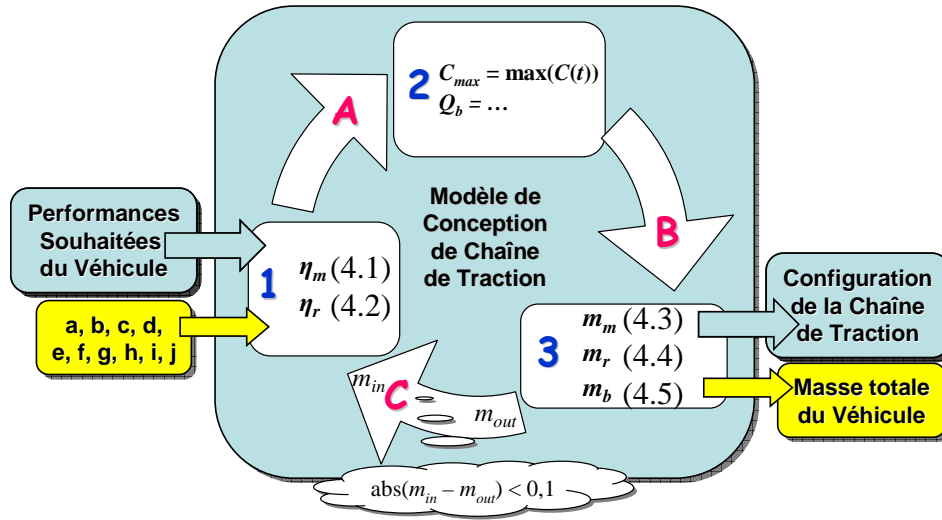 2
C_max = max(C(t))
Q_b = …
A
Modèle de
Conception
de Chaîne
de Traction
B
Performances
Souhaitées
du Véhicule
1
η_m (4.1)
η_r (4.2)
a, b, c, d,
e, f, g, h, i, j
3
m_m (4.3)
m_r (4.4)
m_b (4.5)
Configuration
de la Chaîne
de Traction
Masse totale
du Véhicule
m_in
C
m_out
abs(m_in – m_out) < 0,1